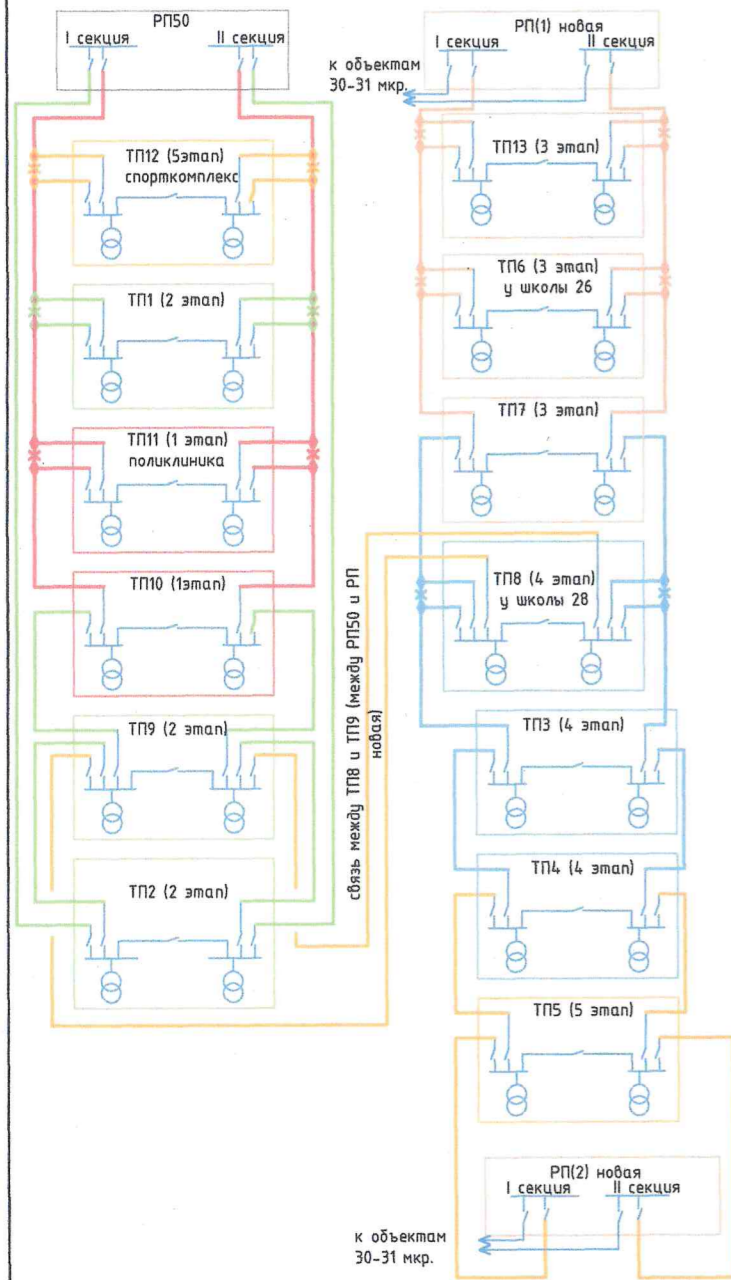 РП50
I секция
II секция
ТП12 (5этап)
спорткомплекс
ТП1 (2 этап)
ТП11 (1 этап)
поликлиника
ТП10 (1этап)
ТП9 (2 этап)
ТП2 (2 этап)
связь между ТП8 и ТП9 (между РП50 и РП
новая)
РП(1) новая
I секция
II секция
к объектам
30-31 мкр.
ТП13 (3 этап)
ТП6 (3 этап)
у школы 26
ТП7 (3 этап)
ТП8 (4 этап)
у школы 28
ТП3 (4 этап)
ТП4 (4 этап)
ТП5 (5 этап)
РП(2) новая
I секция
II секция
к объектам
30-31 мкр.